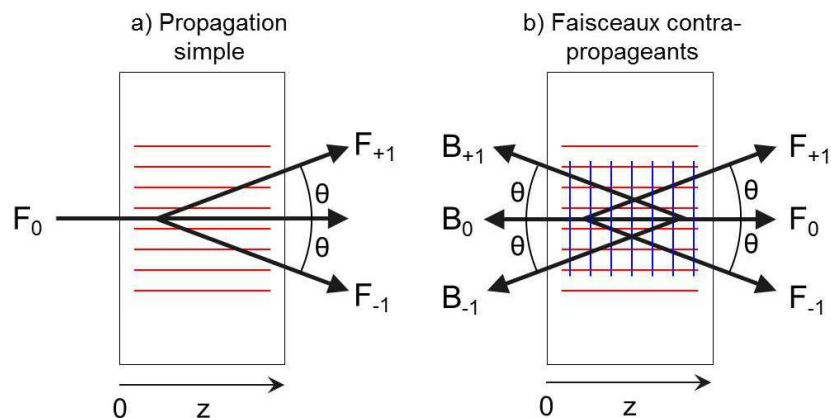 a) Propagation
simple
F+1
θ
F0
θ
F-1
0 z
b) Faisceaux contra-
propageants
B+1 F+1
θ θ
B0 F0
θ θ
B-1 F-1
0 z